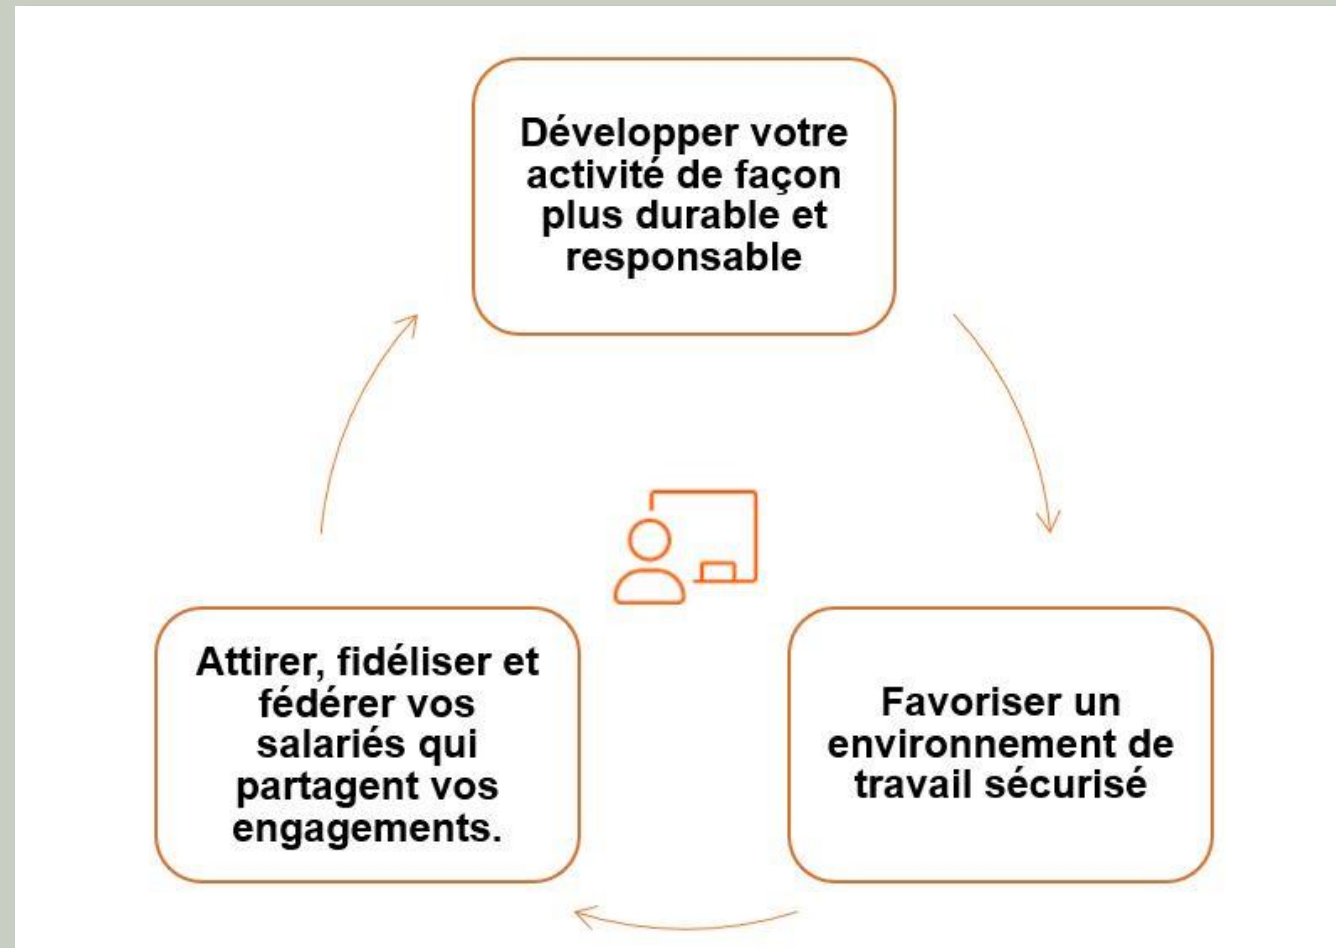 Développer votre
activité de façon
plus durable et
responsable
Attirer, fidéliser et
fédérer vos
salariés qui
partagent vos
engagements.
Favoriser un
environnement de
travail sécurisé